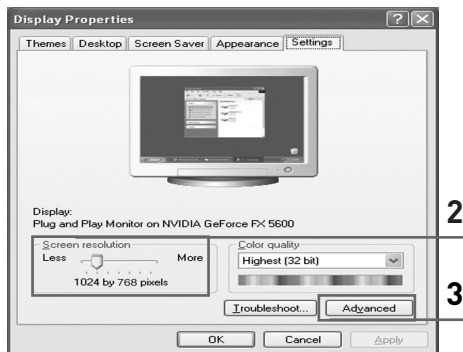 Display Properties
Themes Desktop Screen Saver Appearance Settings
Display:
Plug and Play Monitor on NVIDIA GeForce FX 5600
Screen resolution
Less More
1024 by 768 pixels
Color quality
Highest (32 bit)
2
Troubleshoot... Advanced
3
OK Cancel Apply